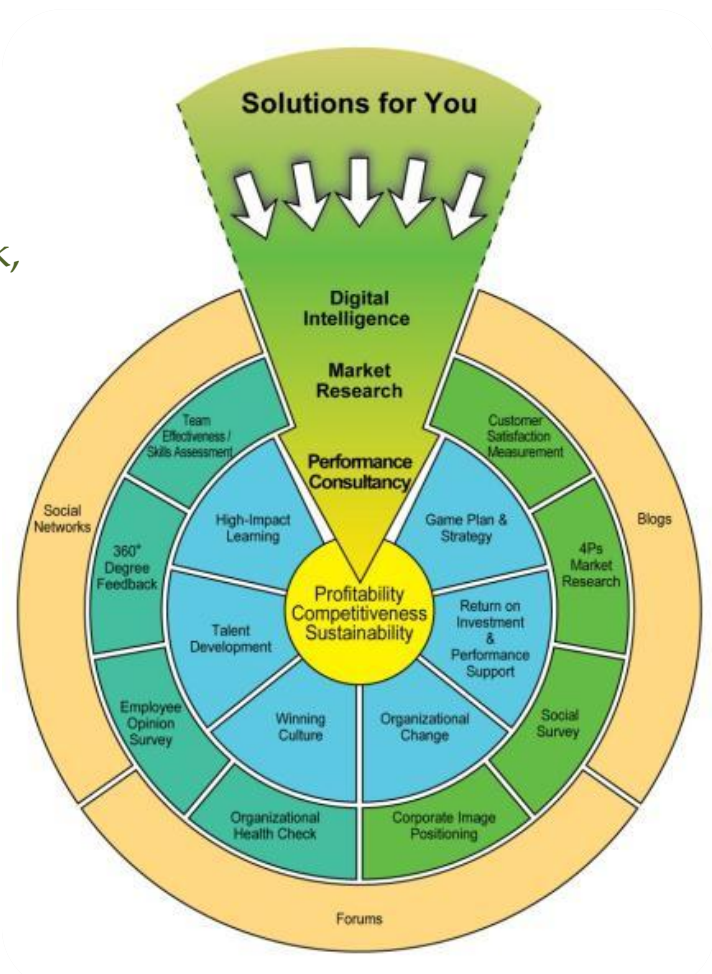 Solutions for You
Digital
Intelligence
Market
Research
Performance
Consultancy
Team
Effectiveness /
Skills Assessment
Customer
Satisfaction
Measurement
Social
Networks
High-Impact
Learning
Game Plan &
Strategy
Blogs
360°
Degree
Feedback
4Ps
Market
Research
Profitability
Competitiveness
Sustainability
Talent
Development
Return on
Investment
&
Performance
Support
Employee
Opinion
Survey
Winning
Culture
Organizational
Change
Social
Survey
Organizational
Health Check
Corporate Image
Positioning
Forums